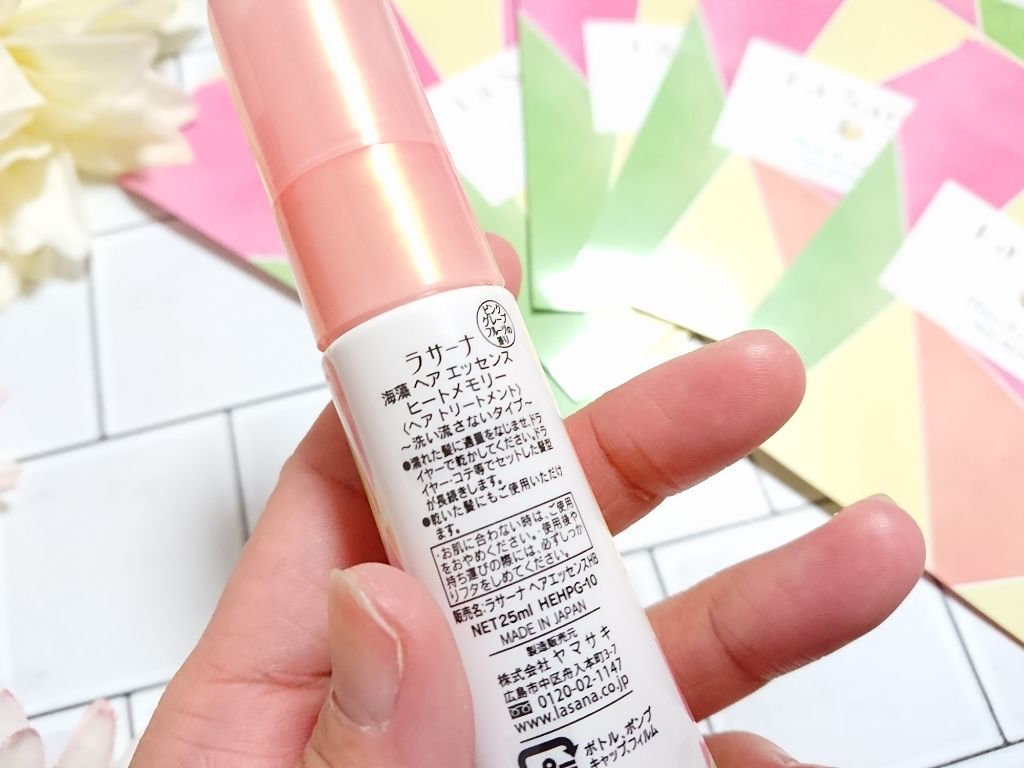 ピンク
グレープ
フルーツの
香り
ラサーナ
海藻 ヘア エッセンス
ヒートメモリー
〈ヘア トリートメント〉
〜洗い流さないタイプ〜
●濡れた髪に適量をなじませ、ドラ
イヤーで乾かしてください。ドラ
イヤー・コテ等でセットした髪型
が長続きします。
●乾いた髪にもご使用いただけ
ます。
・お肌に合わない時は、ご使用
をおやめください。使用後や
持ち運びの際には、必ずしっか
りフタをしめてください。
販売名:ラサーナ ヘアエッセンスHB
NET25ml HEHPG-10
MADE IN JAPAN
製造販売元
株式会社 ヤマサキ
広島市中区舟入本町3-7
0120-02-1147
www.lasana.co.jp
ボトル、ポンプ
キャップ、フィルム